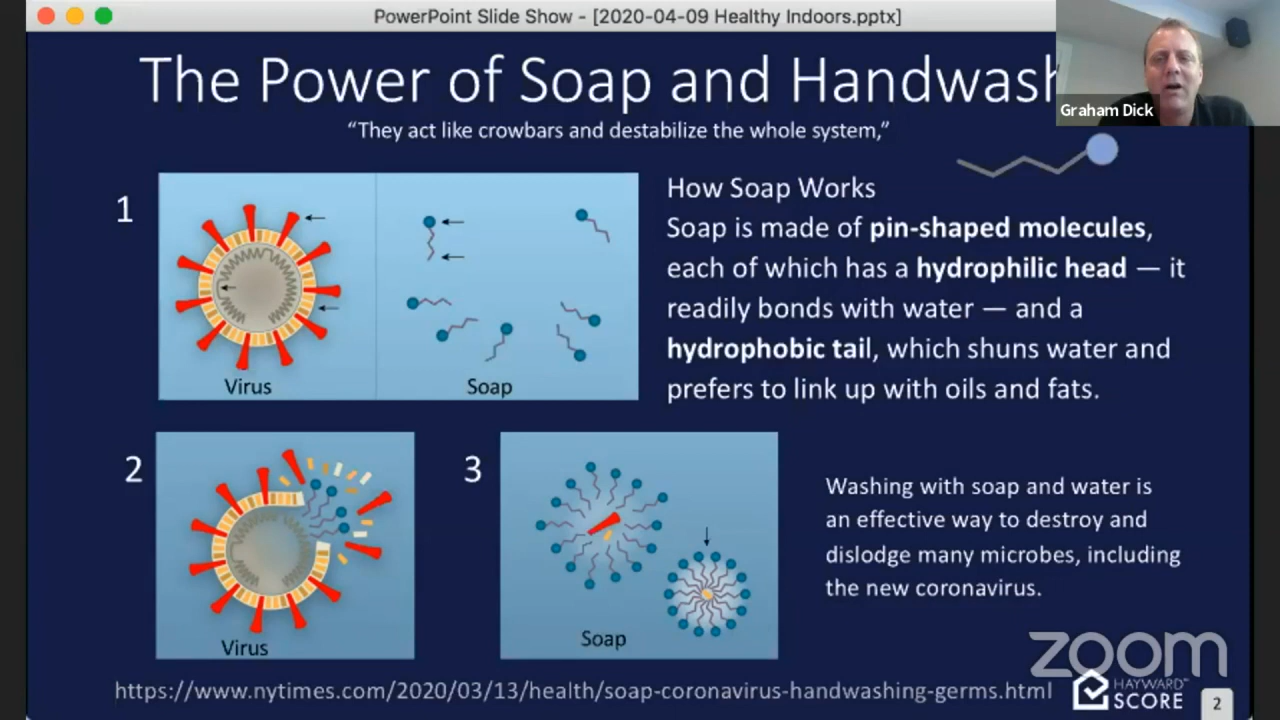 PowerPoint Slide Show - [2020-04-09 Healthy Indoors.pptx]
The Power of Soap and Handwash
Graham Dick
“They act like crowbars and destabilize the whole system,”
1
Virus
Soap
How Soap Works
Soap is made of pin-shaped molecules,
each of which has a hydrophilic head — it
readily bonds with water — and a
hydrophobic tail, which shuns water and
prefers to link up with oils and fats.
2
Virus
3
Soap
Washing with soap and water is
an effective way to destroy and
dislodge many microbes, including
the new coronavirus.
zoom
https://www.nytimes.com/2020/03/13/health/soap-coronavirus-handwashing-germs.html
HAYWARD™
SCORE
2